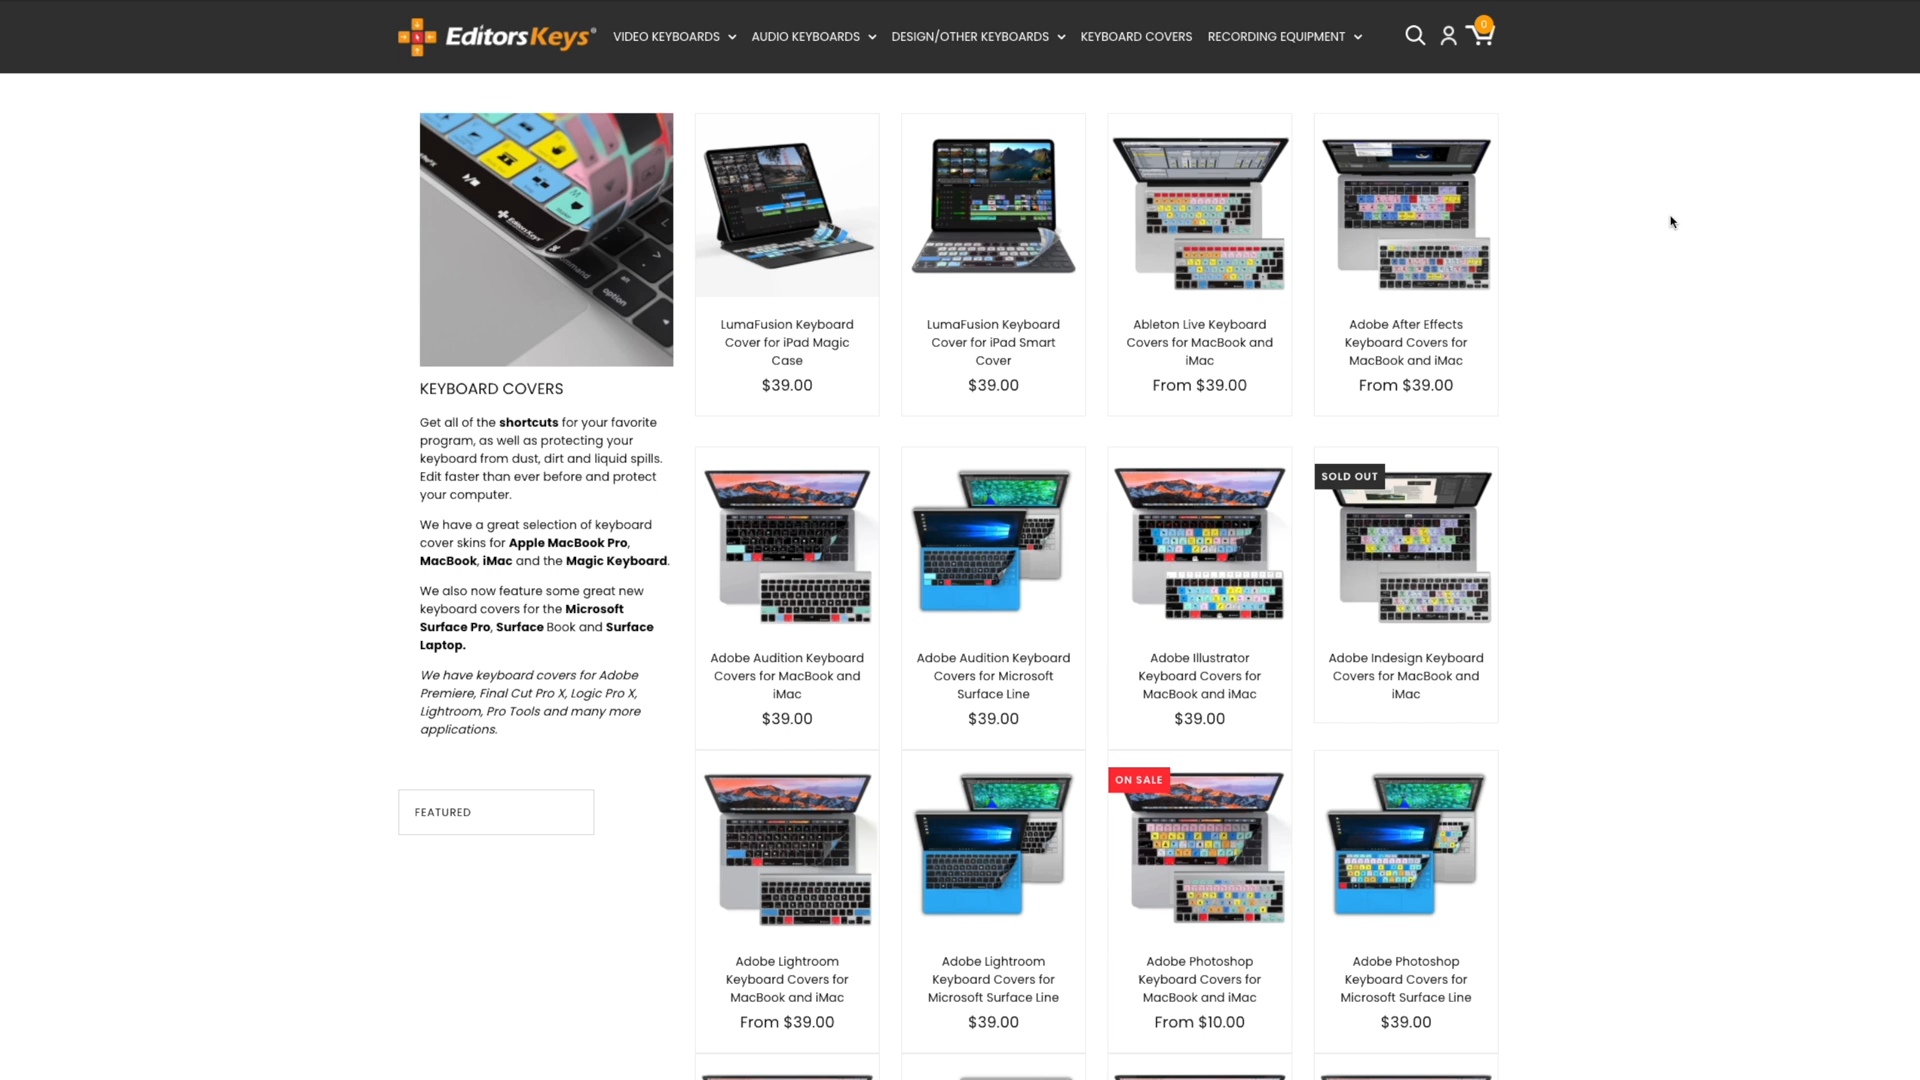 EditorsKeys®
VIDEO KEYBOARDS
AUDIO KEYBOARDS
DESIGN/OTHER KEYBOARDS
KEYBOARD COVERS
RECORDING EQUIPMENT
0
KEYBOARD COVERS
Get all of the shortcuts for your favorite
program, as well as protecting your
keyboard from dust, dirt and liquid spills.
Edit faster than ever before and protect
your computer.
We have a great selection of keyboard
cover skins for Apple MacBook Pro,
MacBook, iMac and the Magic Keyboard.
We also now feature some great new
keyboard covers for the Microsoft
Surface Pro, Surface Book and Surface
Laptop.
We have keyboard covers for Adobe
Premiere, Final Cut Pro X, Logic Pro X,
Lightroom, Pro Tools and many more
applications.
FEATURED
command
option
LumaFusion Keyboard
Cover for iPad Magic
Case
$39.00
LumaFusion Keyboard
Cover for iPad Smart
Cover
$39.00
Ableton Live Keyboard
Covers for MacBook and
iMac
From $39.00
Adobe After Effects
Keyboard Covers for
MacBook and iMac
From $39.00
Adobe Audition Keyboard
Covers for MacBook and
iMac
$39.00
Adobe Audition Keyboard
Covers for Microsoft
Surface Line
$39.00
Adobe Illustrator
Keyboard Covers for
MacBook and iMac
$39.00
SOLD OUT
Adobe Indesign Keyboard
Covers for MacBook and
iMac
Adobe Lightroom
Keyboard Covers for
MacBook and iMac
From $39.00
Adobe Lightroom
Keyboard Covers for
Microsoft Surface Line
$39.00
ON SALE
Adobe Photoshop
Keyboard Covers for
MacBook and iMac
From $10.00
Adobe Photoshop
Keyboard Covers for
Microsoft Surface Line
$39.00